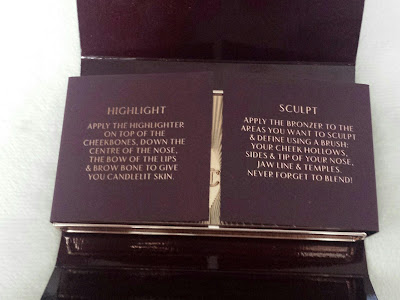 HIGHLIGHT
APPLY THE HIGHLIGHTER
ON TOP OF THE
CHEEKBONES, DOWN THE
CENTRE OF THE NOSE,
THE BOW OF THE LIPS
& BROW BONE TO GIVE
YOU CANDLELIT SKIN.
SCULPT
APPLY THE BRONZER TO THE
AREAS YOU WANT TO SCULPT
& DEFINE USING A BRUSH:
YOUR CHEEK HOLLOWS,
SIDES & TIP OF YOUR NOSE,
JAW LINE & TEMPLES.
NEVER FORGET TO BLEND!